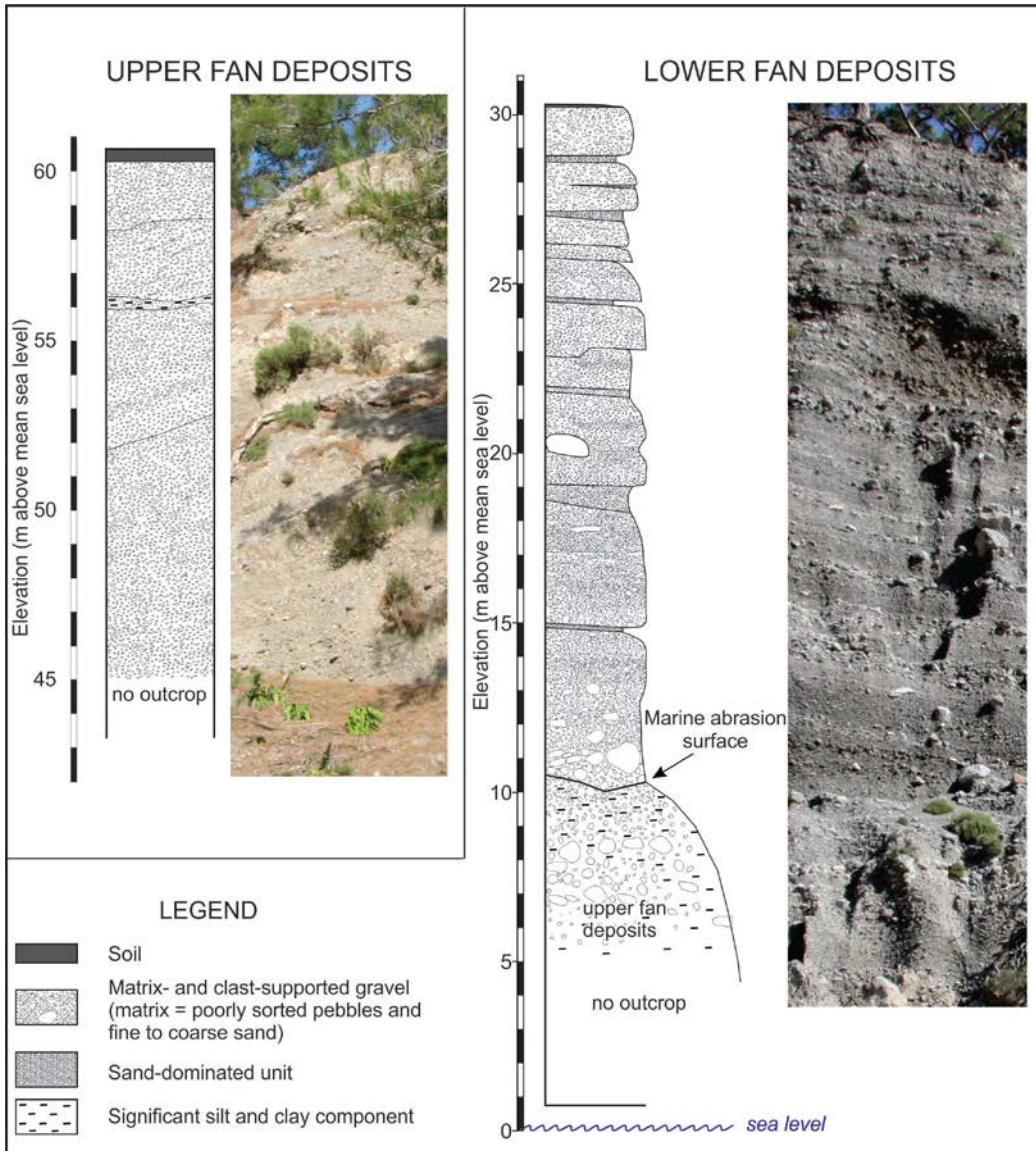 UPPER FAN DEPOSITS
Elevation (m above mean sea level)
60
55
50
45
no outcrop
LOWER FAN DEPOSITS
Elevation (m above mean sea level)
30
25
20
15
10
5
0
Marine abrasion
surface
upper fan
deposits
no outcrop
sea level
LEGEND
Soil
Matrix- and clast-supported gravel
(matrix = poorly sorted pebbles and
fine to coarse sand)
Sand-dominated unit
Significant silt and clay component